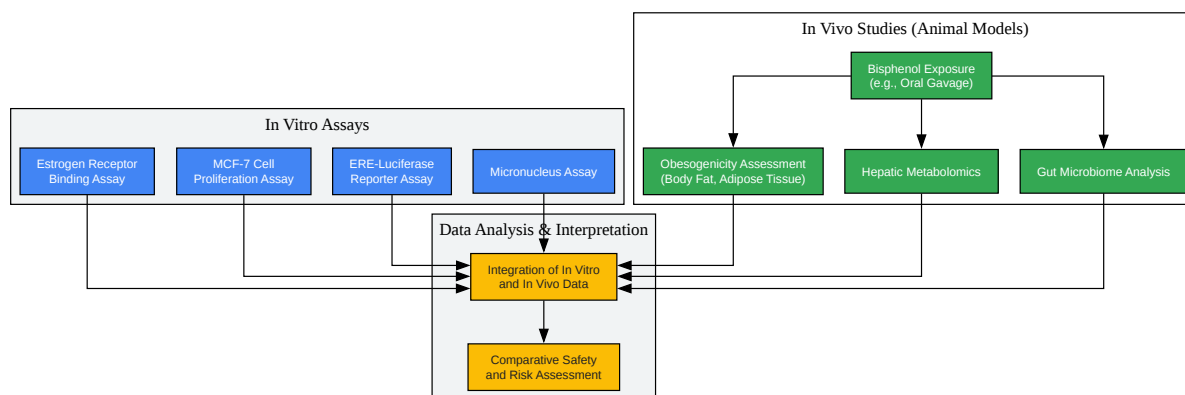 In Vivo Studies (Animal Models)
Bisphenol Exposure
(e.g., Oral Gavage)
In Vitro Assays
Estrogen Receptor
Binding Assay
MCF-7 Cell
Proliferation Assay
ERE-Luciferase
Reporter Assay
Micronucleus Assay
Obesogenicity Assessment
(Body Fat, Adipose Tissue)
Hepatic Metabolomics
Gut Microbiome Analysis
Data Analysis & Interpretation
Integration of In Vitro
and In Vivo Data
Comparative Safety
and Risk Assessment